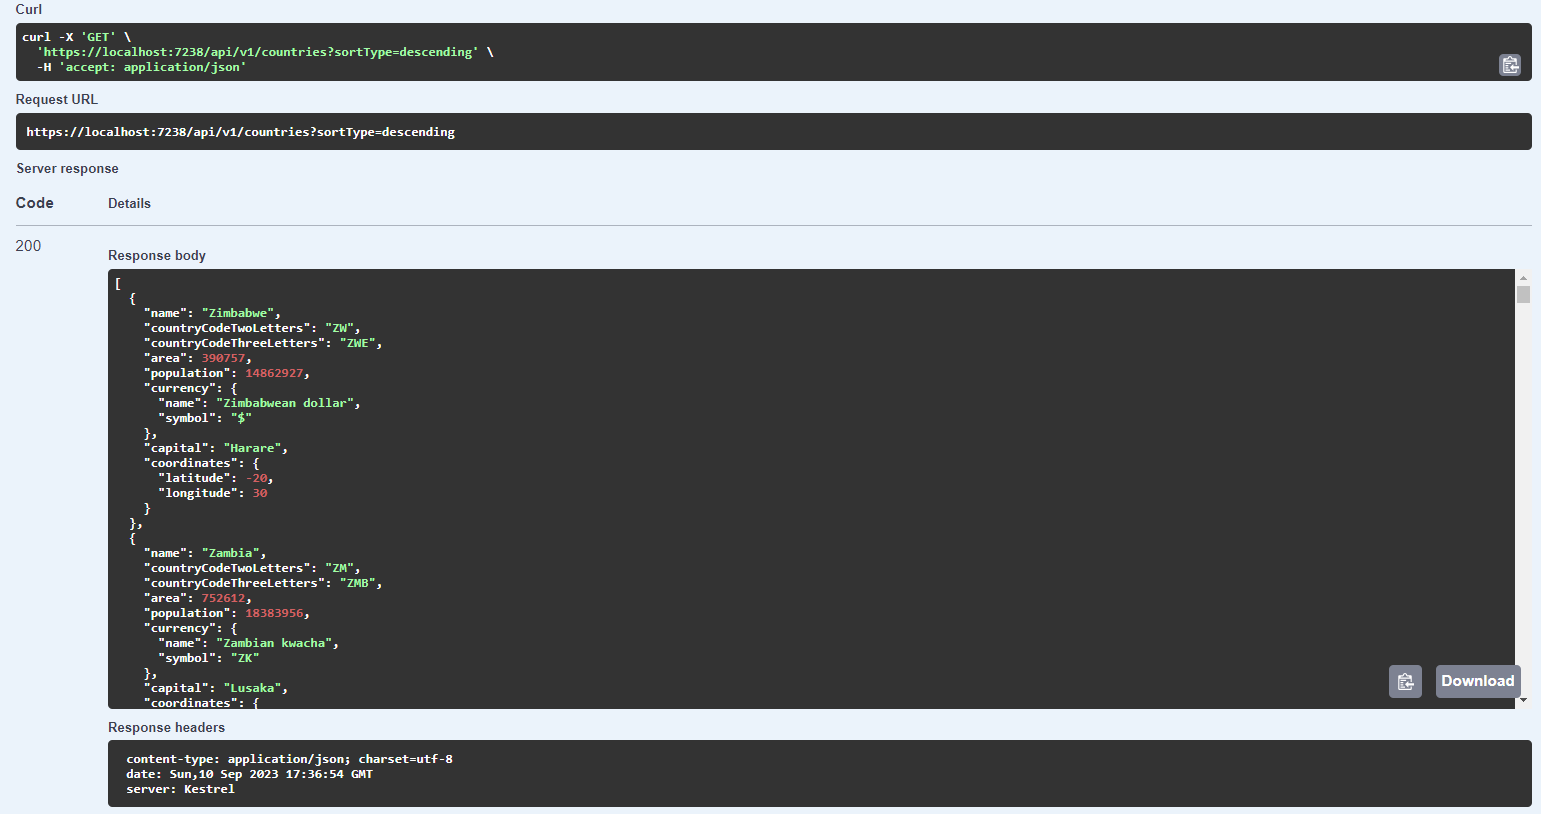 Curl
curl -X 'GET' \
  'https://localhost:7238/api/v1/countries?sortType=descending' \
  -H 'accept: application/json'
Request URL
https://localhost:7238/api/v1/countries?sortType=descending
Server response
Code Details
200
Response body
[
  {
    "name": "Zimbabwe",
    "countryCodeTwoLetters": "ZW",
    "countryCodeThreeLetters": "ZWE",
    "area": 390757,
    "population": 14862927,
    "currency": {
      "name": "Zimbabwean dollar",
      "symbol": "$"
    },
    "capital": "Harare",
    "coordinates": {
      "latitude": -20,
      "longitude": 30
    }
  },
  {
    "name": "Zambia",
    "countryCodeTwoLetters": "ZM",
    "countryCodeThreeLetters": "ZMB",
    "area": 752612,
    "population": 18383956,
    "currency": {
      "name": "Zambian kwacha",
      "symbol": "ZK"
    },
    "capital": "Lusaka",
    "coordinates": {
Download
Response headers
content-type: application/json; charset=utf-8
date: Sun,10 Sep 2023 17:36:54 GMT
server: Kestrel